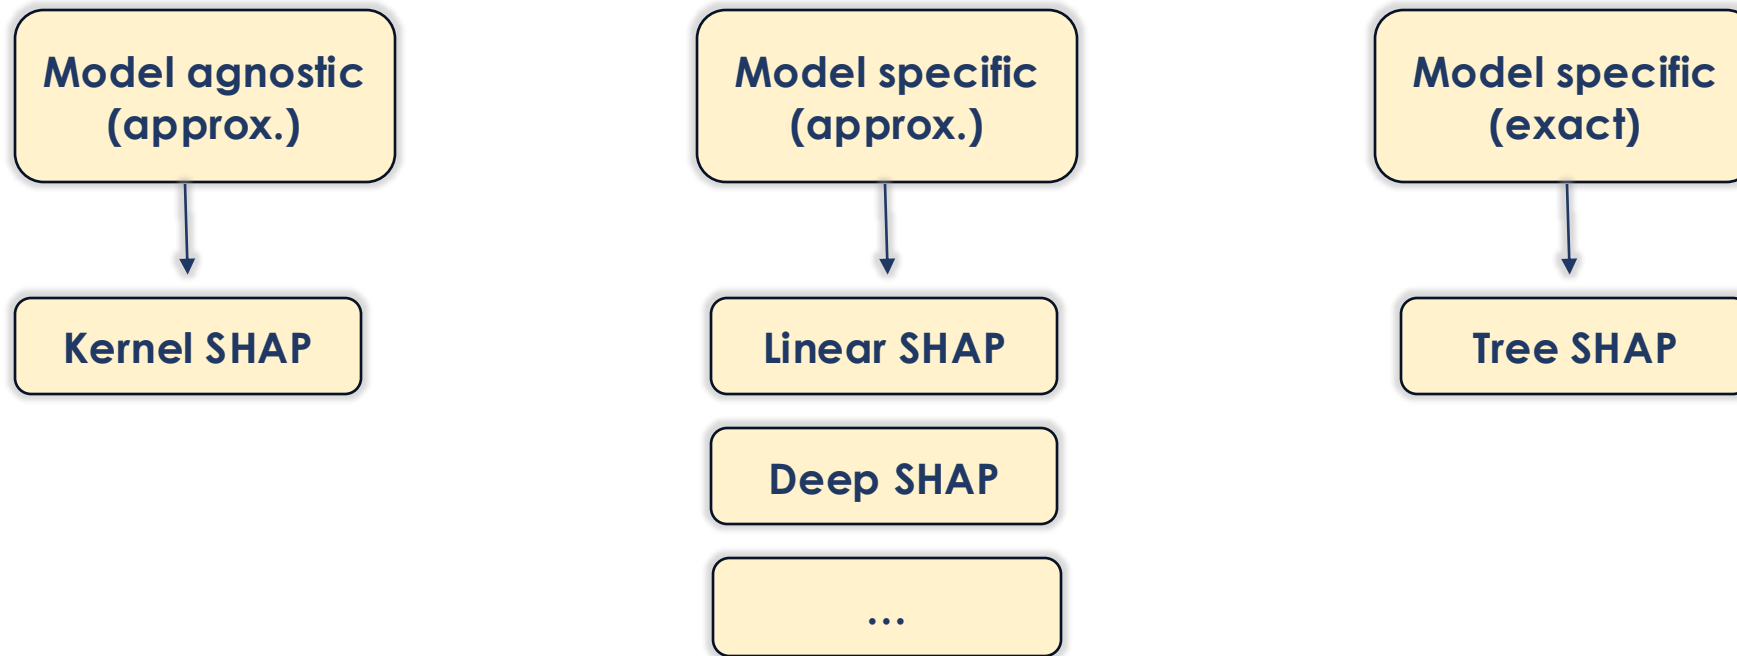 Model agnostic
(approx.)
Model specific
(approx.)
Model specific
(exact)
Kernel SHAP
Linear SHAP
Tree SHAP
Deep SHAP
...